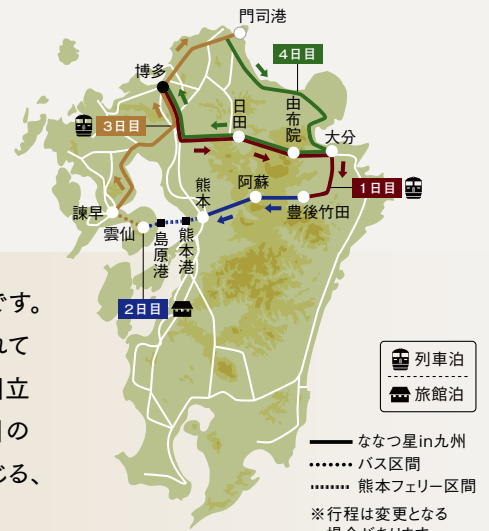 門司港
4日目
博多
日田
由布院
大分
3日目
1日目
熊本
阿蘇
豊後竹田
諫早
雲仙
島原港
熊本港
2日目
です。
れて
の
じる、
列車泊
旅館泊
ななつ星in九州
バス区間
熊本フェリー区間
※行程は変更となる